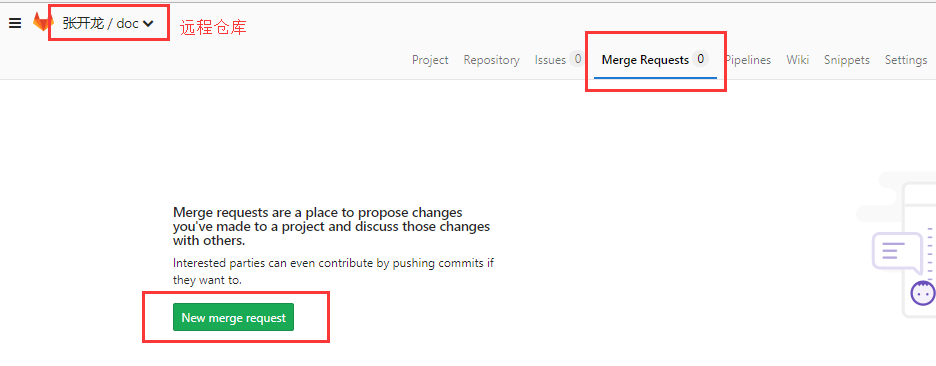 张开龙 / doc
远程仓库
Project Repository Issues 0 Merge Requests 0 Pipelines Wiki Snippets Settings
Merge requests are a place to propose changes
you've made to a project and discuss those changes
with others.
Interested parties can even contribute by pushing commits if
they want to.
New merge request